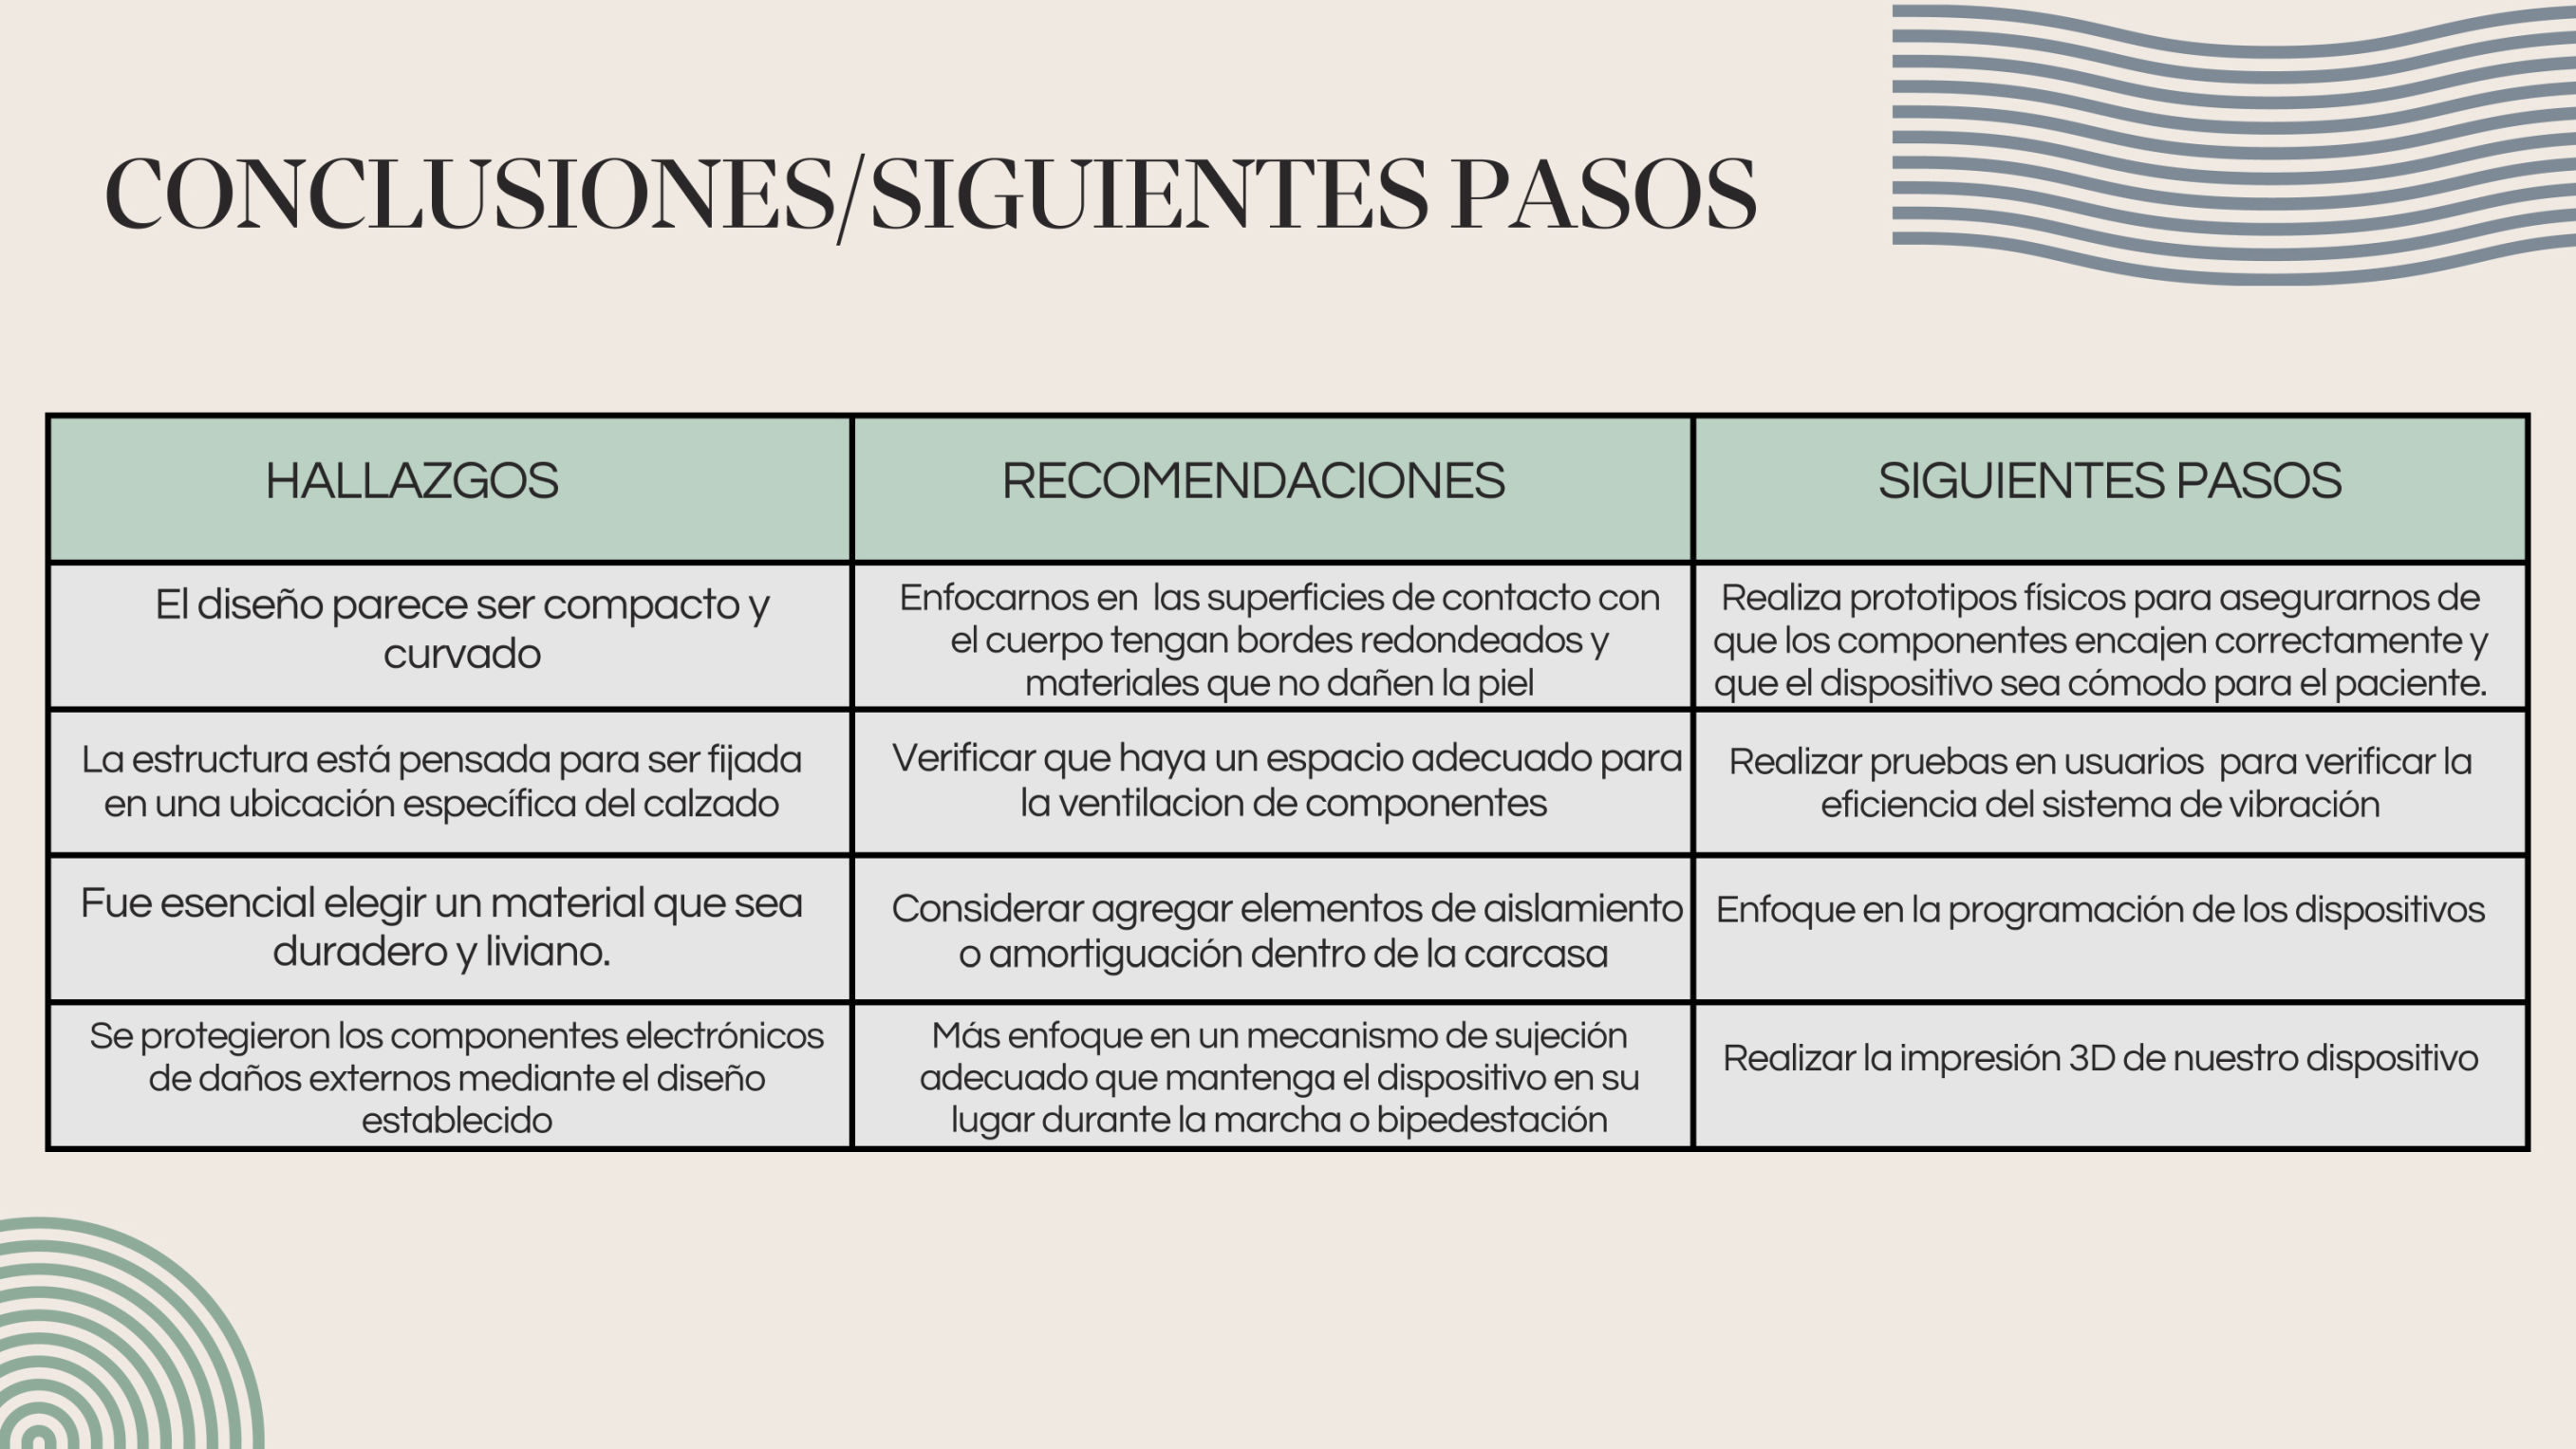 CONCLUSIONES/SIGUIENTES PASOS
HALLAZGOS
RECOMENDACIONES
SIGUIENTES PASOS
El diseño parece ser compacto y
curvado
Enfocarnos en  las superficies de contacto con
el cuerpo tengan bordes redondeados y
materiales que no dañen la piel
Realiza prototipos físicos para asegurarnos de
que los componentes encajen correctamente y
que el dispositivo sea cómodo para el paciente.
La estructura está pensada para ser fijada
en una ubicación específica del calzado
Verificar que haya un espacio adecuado para
la ventilacion de componentes
Realizar pruebas en usuarios  para verificar la
eficiencia del sistema de vibración
Fue esencial elegir un material que sea
duradero y liviano.
Considerar agregar elementos de aislamiento
o amortiguación dentro de la carcasa
Enfoque en la programación de los dispositivos
Se protegieron los componentes electrónicos
de daños externos mediante el diseño
establecido
Más enfoque en un mecanismo de sujeción
adecuado que mantenga el dispositivo en su
lugar durante la marcha o bipedestación
Realizar la impresión 3D de nuestro dispositivo